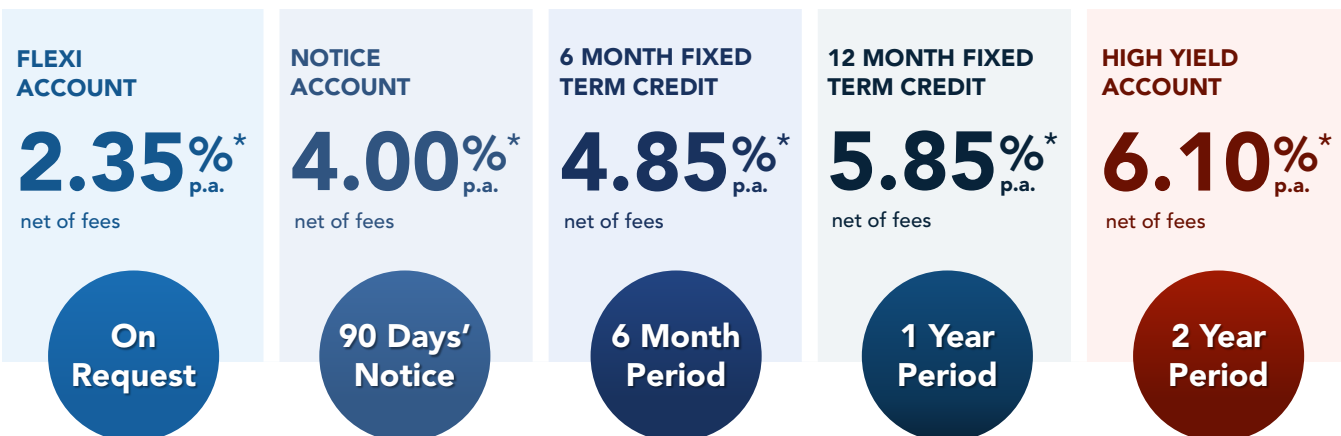 FLEXI
ACCOUNT
2.35%*
p.a.
net of fees
On
Request
NOTICE
ACCOUNT
4.00%*
p.a.
net of fees
90 Days’
Notice
6 MONTH FIXED
TERM CREDIT
4.85%*
p.a.
net of fees
6 Month
Period
12 MONTH FIXED
TERM CREDIT
5.85%*
p.a.
net of fees
1 Year
Period
HIGH YIELD
ACCOUNT
6.10%*
p.a.
net of fees
2 Year
Period